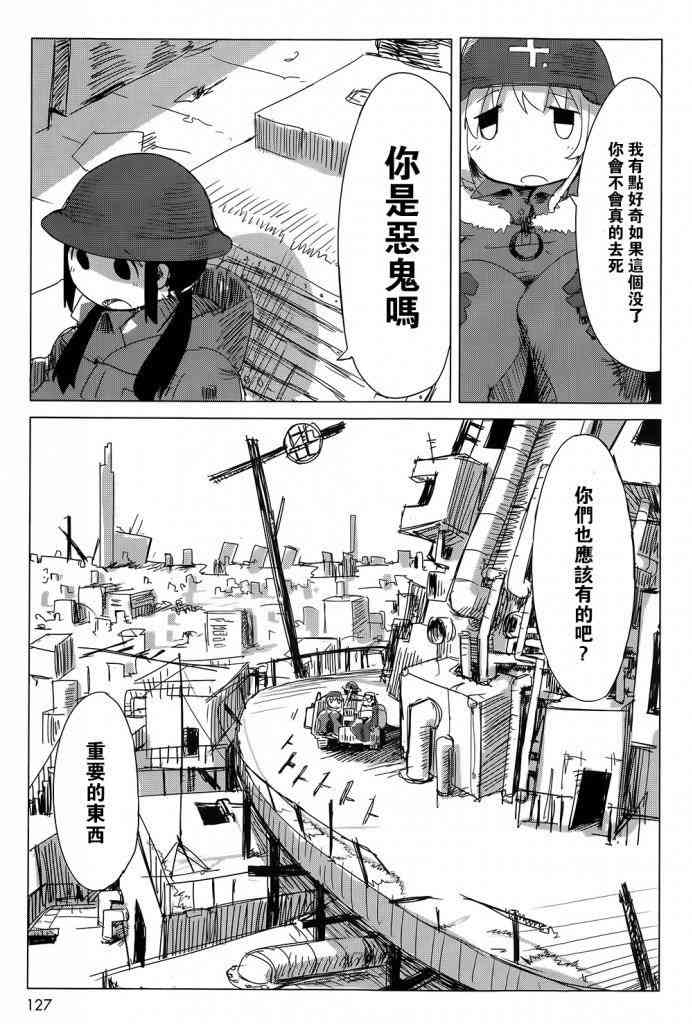 我有點好奇如果這個没了
你會不會真的去死
你是惡鬼嗎
你們也應該有的吧？
重要的東西
127